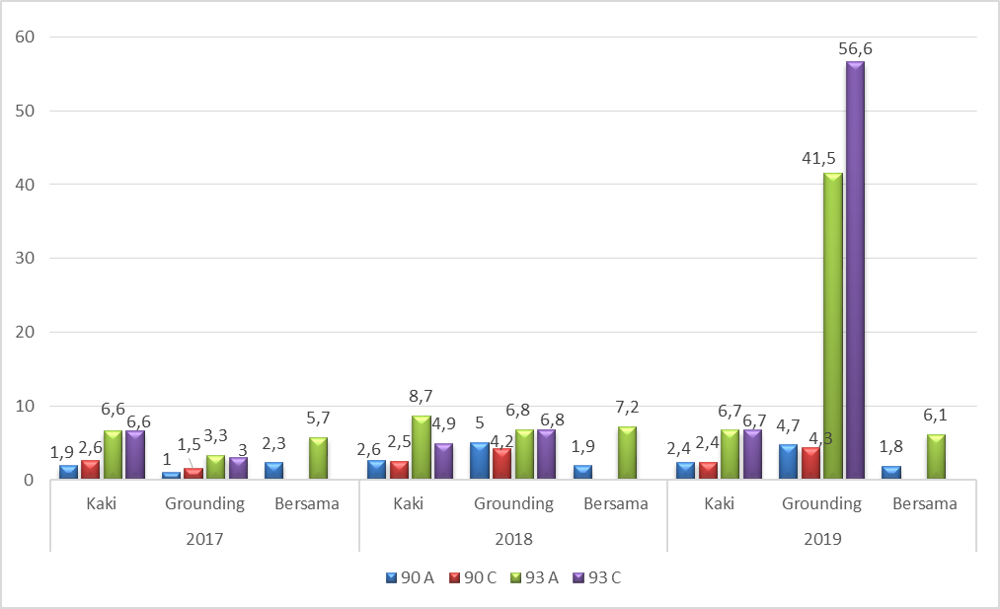 60
50
40
30
20
10
0
1,9 2,6 6,6 6,6 1 1,5 3,3 3 2,3 5,7 2,6 2,5 8,7 4,9 5 4,2 6,8 6,8 1,9 7,2 2,4 2,4 6,7 6,7 4,7 4,3 41,5 56,6 1,8 6,1
Kaki Grounding Bersama Kaki Grounding Bersama Kaki Grounding Bersama
2017 2018 2019
90 A 90 C 93 A 93 C